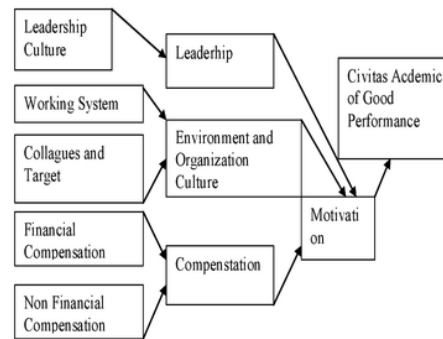 Leadership
Culture
Leaderhip
Civitas Acdemic
of Good
Performance
Working System
Environment and
Organization
Culture
Collagues and
Target
Motivati
on
Financial
Compensation
Compenstation
Non Financial
Compensation